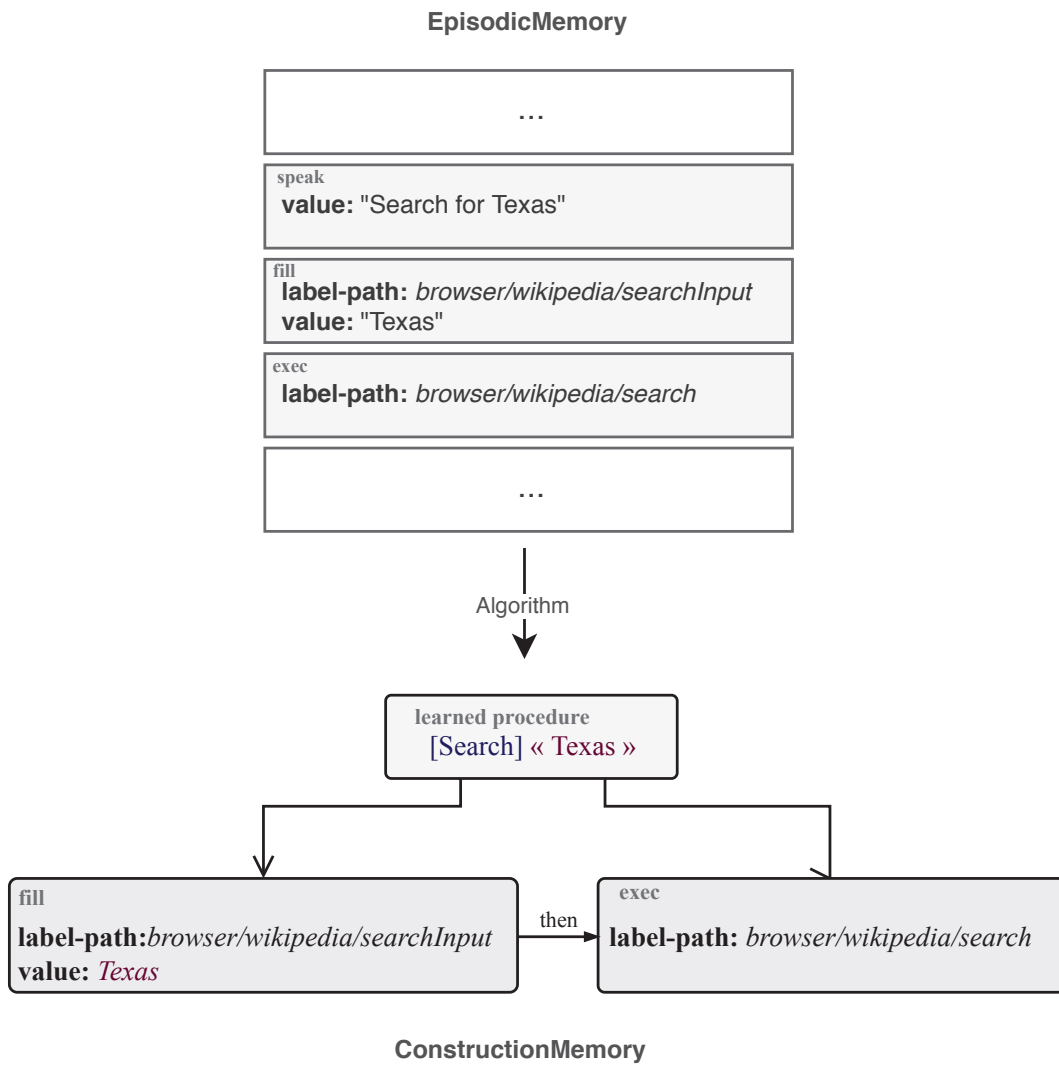 EpisodicMemory
...
speak
value: "Search for Texas"
fill
label-path: browser/wikipedia/searchInput
value: "Texas"
exec
label-path: browser/wikipedia/search
...
Algorithm
learned procedure
[Search] « Texas »
fill
label-path:browser/wikipedia/searchInput
value: Texas
then
exec
label-path: browser/wikipedia/search
ConstructionMemory